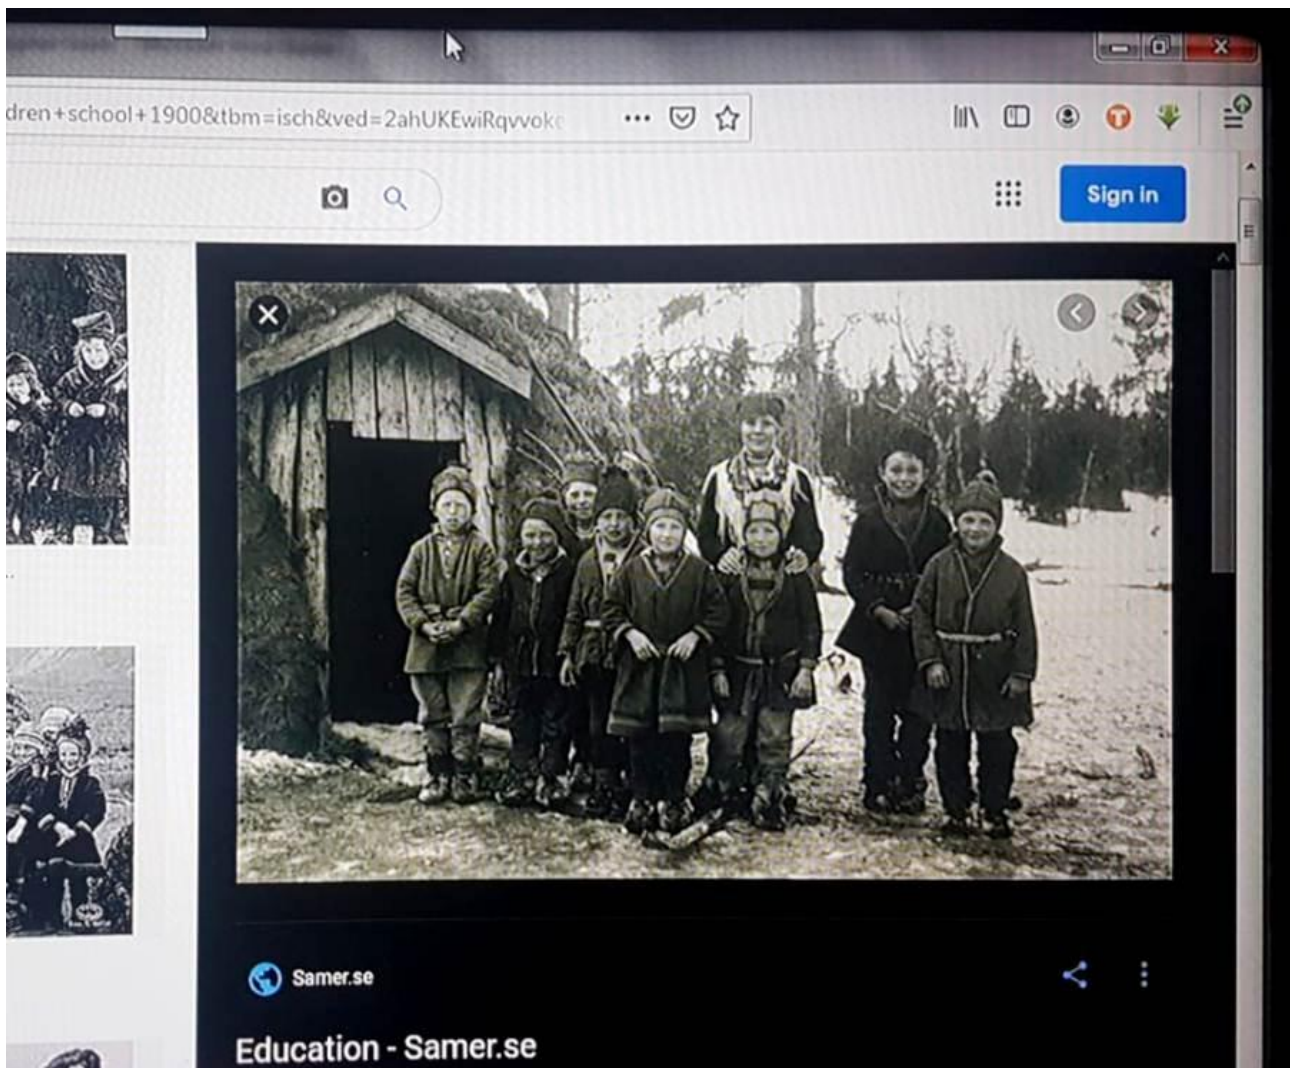 dren+school+1900&tbm=isch&ved=2ahUKEwiRqvvok
Sign in
Samer.se
Education - Samer.se